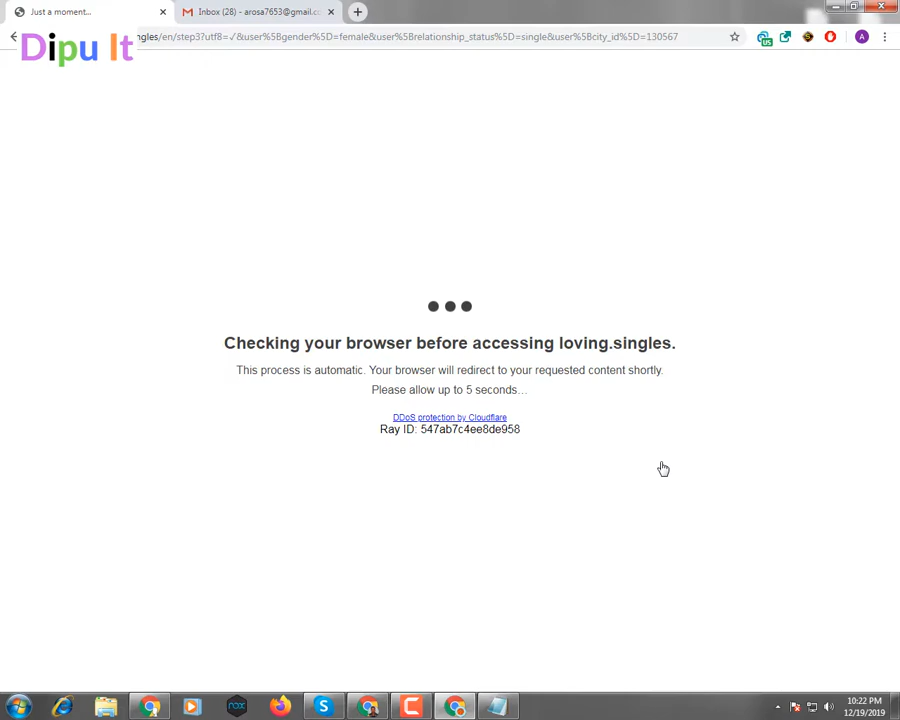 Just a moment...
Inbox (28) - arosa7653@gmail.c
Dipu It
ngles/en/step3?utf8=✓&user%5Bgender%5D=female&user%5Brelationship_status%5D=single&user%5Bcity_id%5D=130567
US
A
Checking your browser before accessing loving.singles.
This process is automatic. Your browser will redirect to your requested content shortly.
Please allow up to 5 seconds...
DDoS protection by Cloudflare
Ray ID: 547ab7c4ee8de958
nox
S
C
10:22 PM
12/19/2019